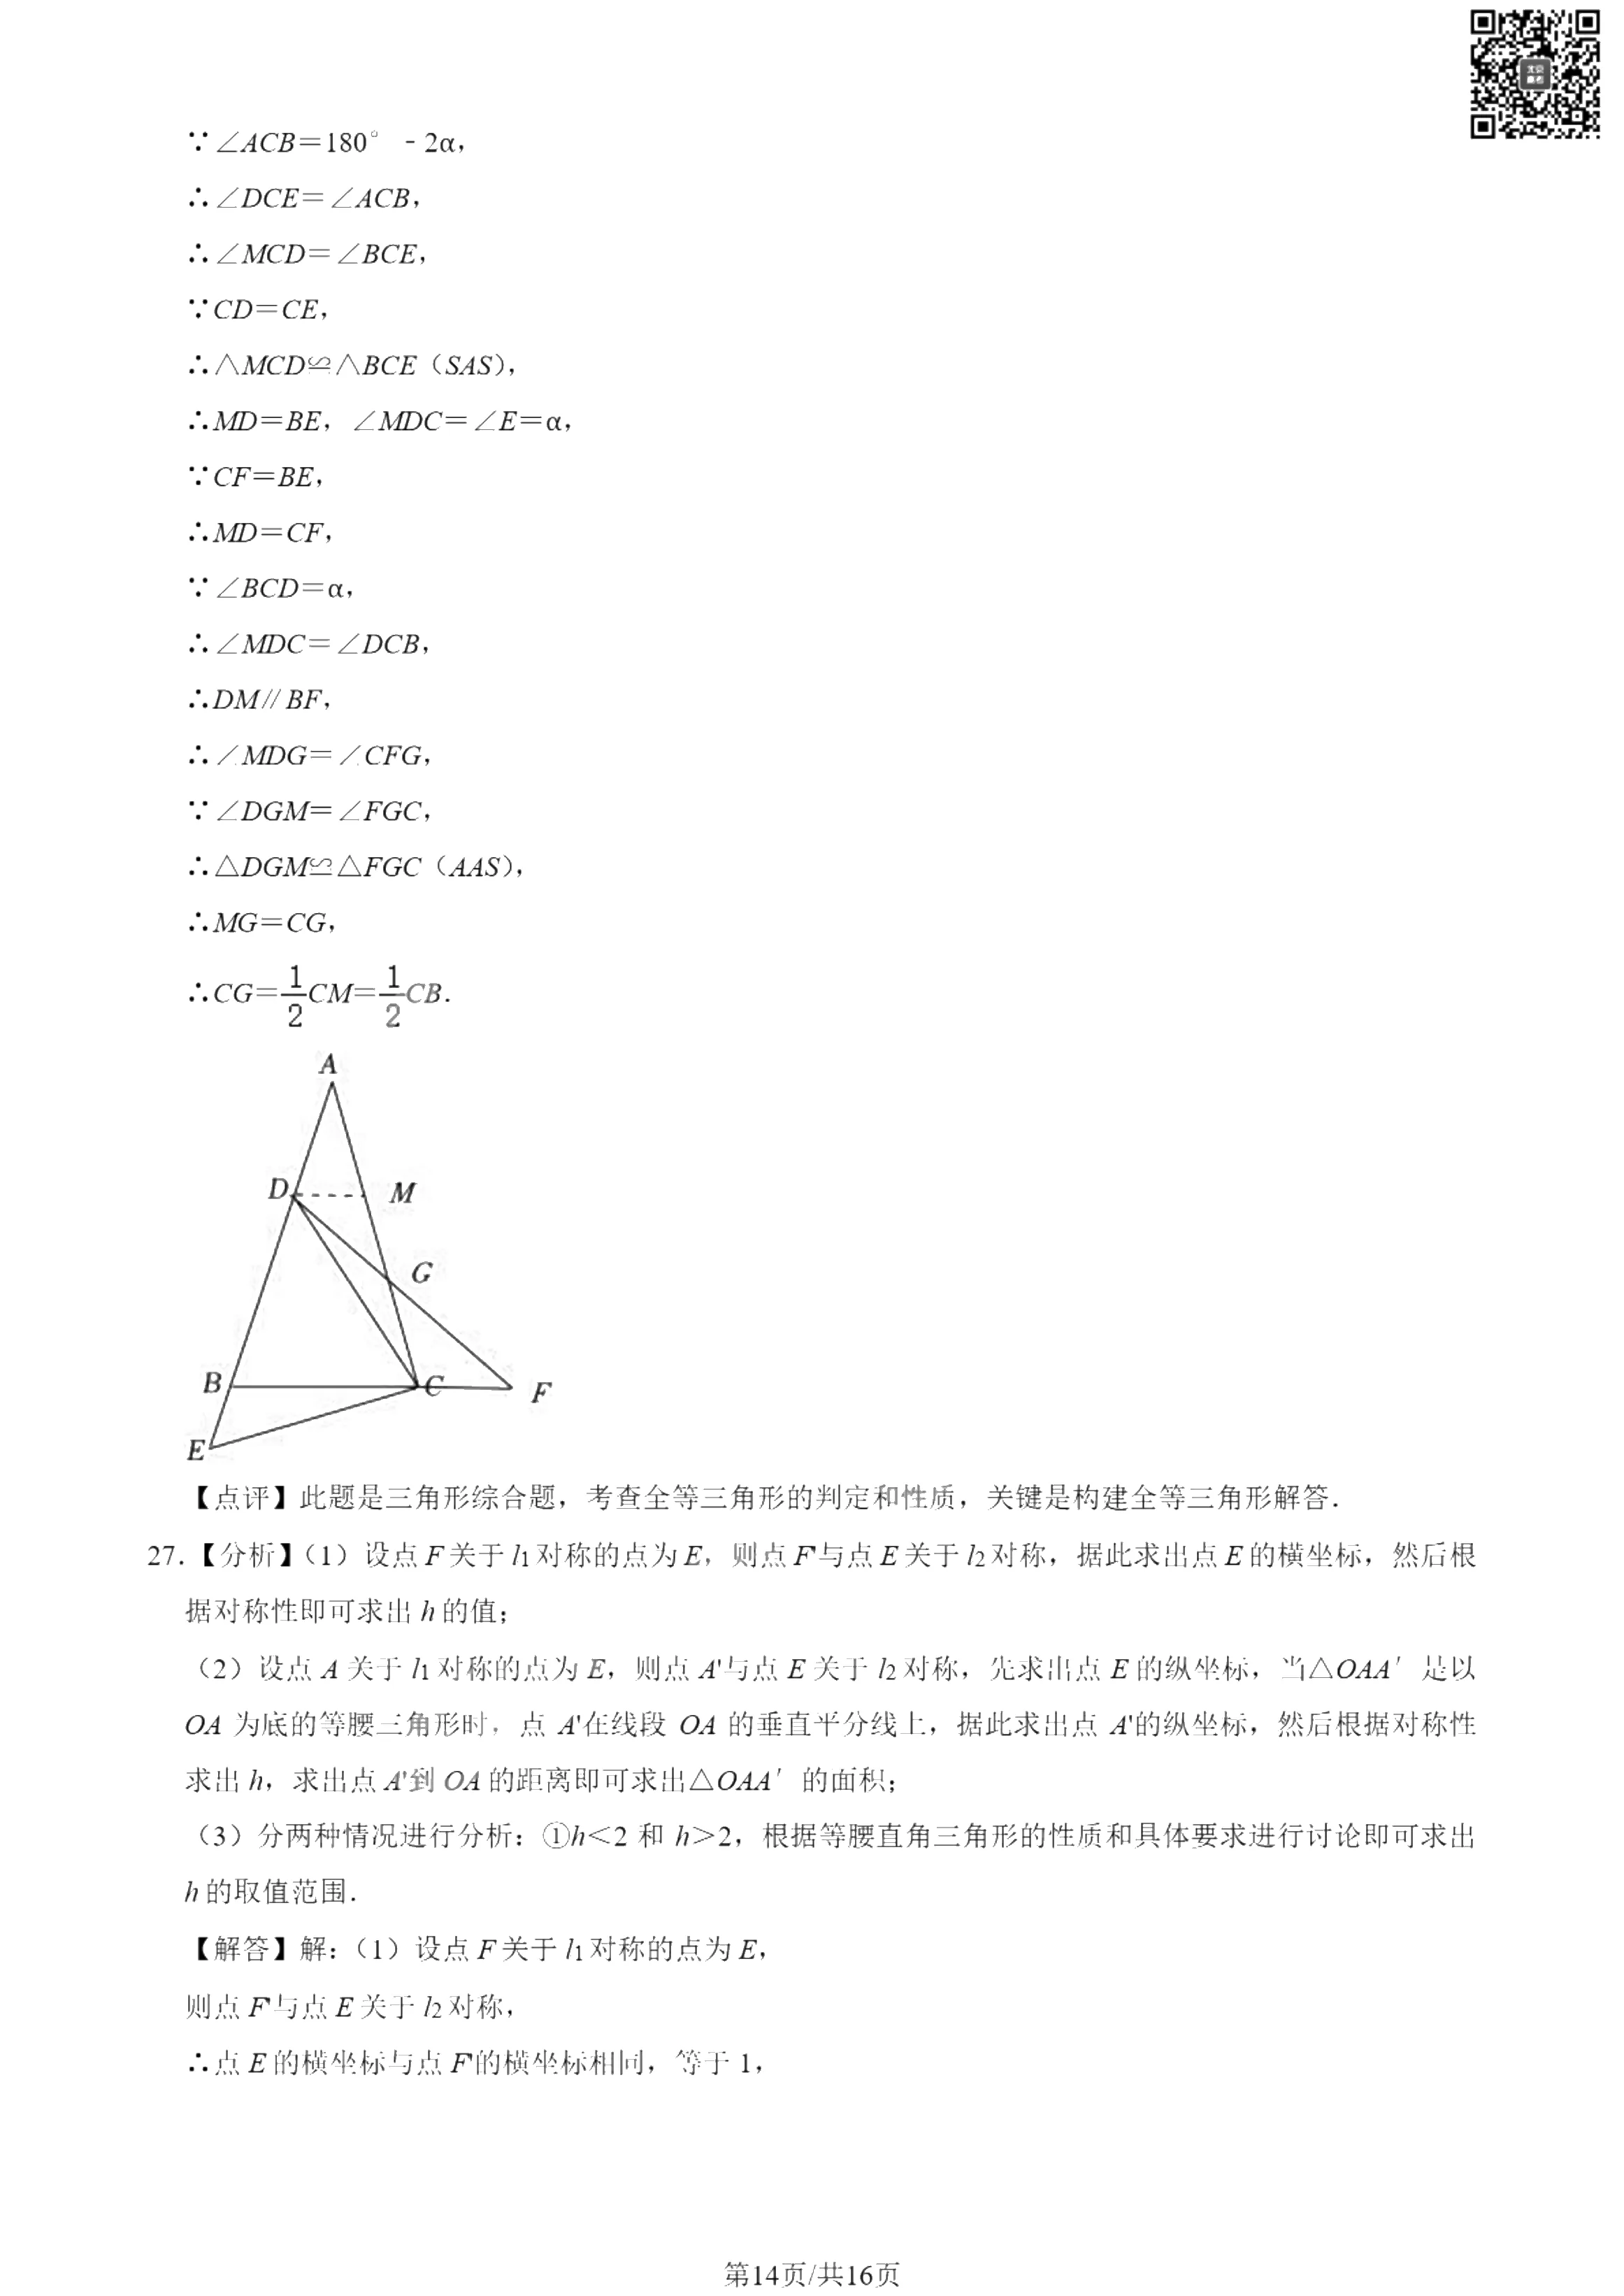 ∵∠ACB=180° - 2α,
∴∠DCE=∠ACB,
∴∠MCD=∠BCE,
∵CD=CE,
∴△MCD≌△BCE（SAS），
∴MD=BE，∠MDC=∠E=α，
∵CF=BE，
∴MD=CF，
∵∠BCD=α，
∴∠MDC=∠DCB，
∴DM∥BF，
∴∠MDG=∠CFG，
∵∠DGM=∠FGC，
∴△DGM≌△FGC（AAS），
∴MG=CG，
∴CG=1/2CM=1/2CB．
A
D
M
G
B
C
F
E
【点评】此题是三角形综合题，考查全等三角形的判定和性质，关键是构建全等三角形解答．
27.【分析】（1）设点F关于l1对称的点为E，则点F'与点E关于l2对称，据此求出点E的横坐标，然后根
据对称性即可求出h的值；
（2）设点A关于l1对称的点为E，则点A'与点E关于l2对称，先求出点E的纵坐标，当△OAA′是以
OA为底的等腰三角形时，点A'在线段OA的垂直平分线上，据此求出点A'的纵坐标，然后根据对称性
求出h，求出点A'到OA的距离即可求出△OAA′的面积；
（3）分两种情况进行分析：①h＜2和h＞2，根据等腰直角三角形的性质和具体要求进行讨论即可求出
h的取值范围．
【解答】解：（1）设点F关于l1对称的点为E，
则点F'与点E关于l2对称，
∴点E的横坐标与点F'的横坐标相同，等于1，
第14页/共16页